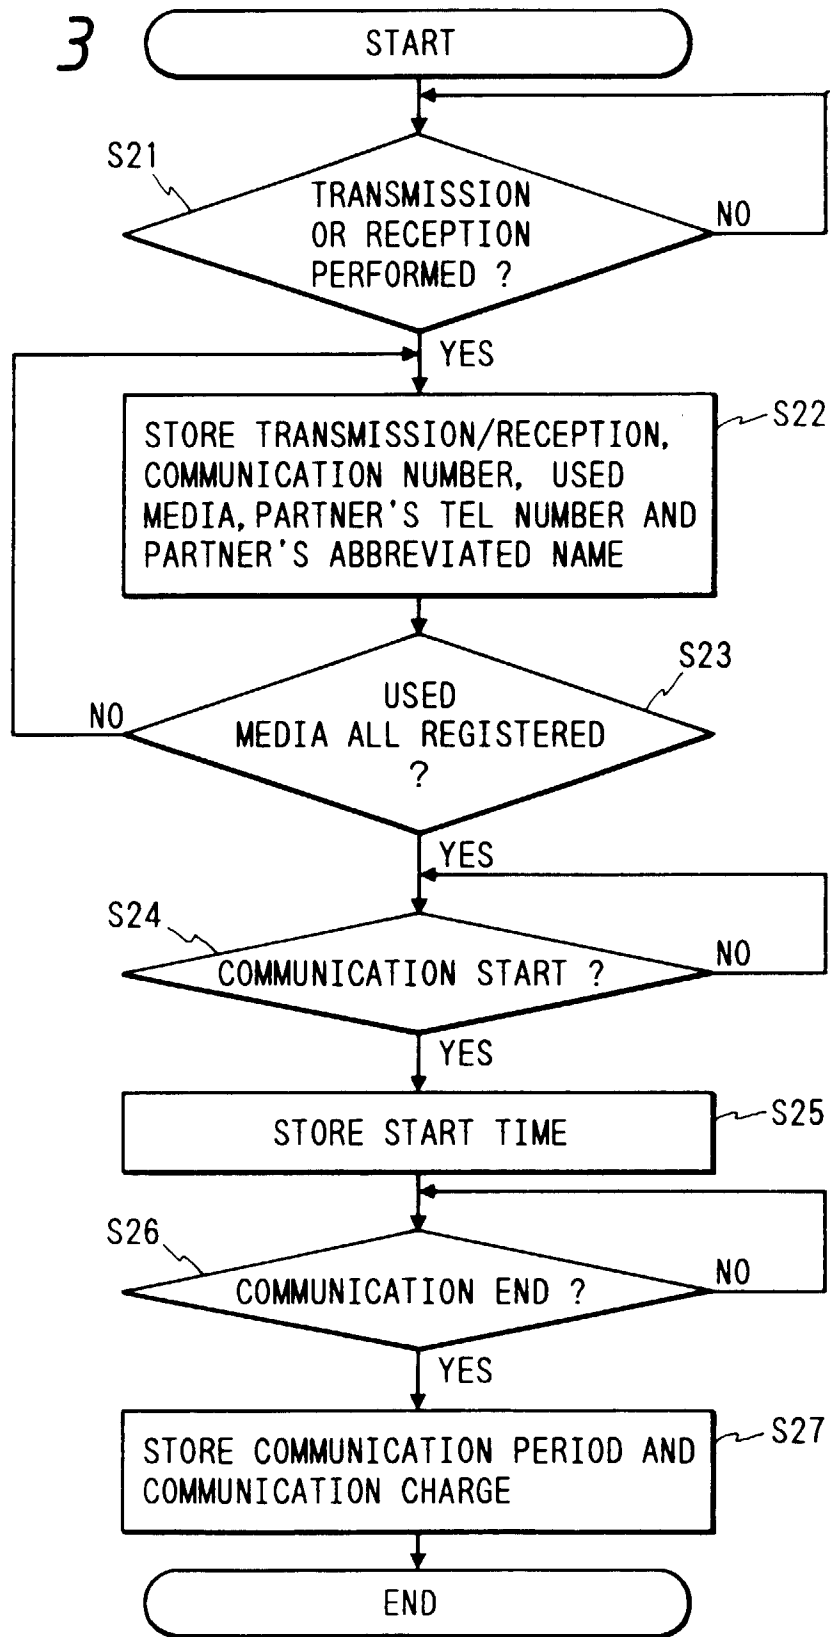 3
START
S21
TRANSMISSION
OR RECEPTION
PERFORMED ?
NO
YES
S22
STORE TRANSMISSION/RECEPTION,
COMMUNICATION NUMBER, USED
MEDIA, PARTNER'S TEL NUMBER AND
PARTNER'S ABBREVIATED NAME
S23
USED
MEDIA ALL REGISTERED
?
NO
YES
S24
COMMUNICATION START ?
NO
YES
STORE START TIME
S25
S26
COMMUNICATION END ?
NO
YES
S27
STORE COMMUNICATION PERIOD AND
COMMUNICATION CHARGE
END